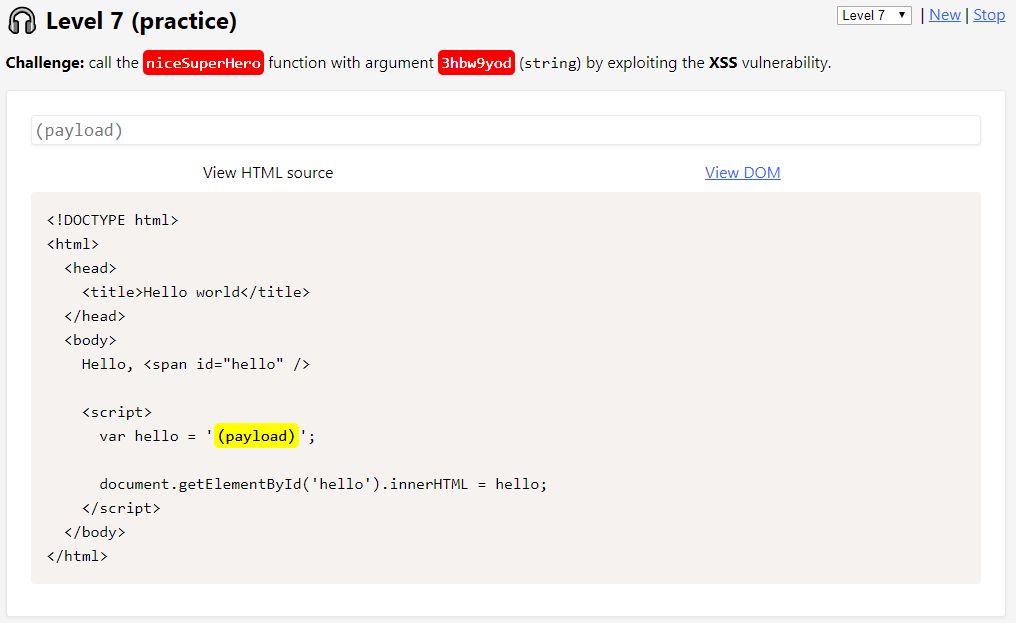 Level 7 (practice)
Level 7 | New | Stop
Challenge: call the niceSuperHero function with argument 3hbw9yod (string) by exploiting the XSS vulnerability.
(payload)
View HTML source View DOM
<!DOCTYPE html>
<html>
<head>
<title>Hello world</title>
</head>
<body>
Hello, <span id="hello" />
<script>
var hello = '(payload)';
document.getElementById('hello').innerHTML = hello;
</script>
</body>
</html>